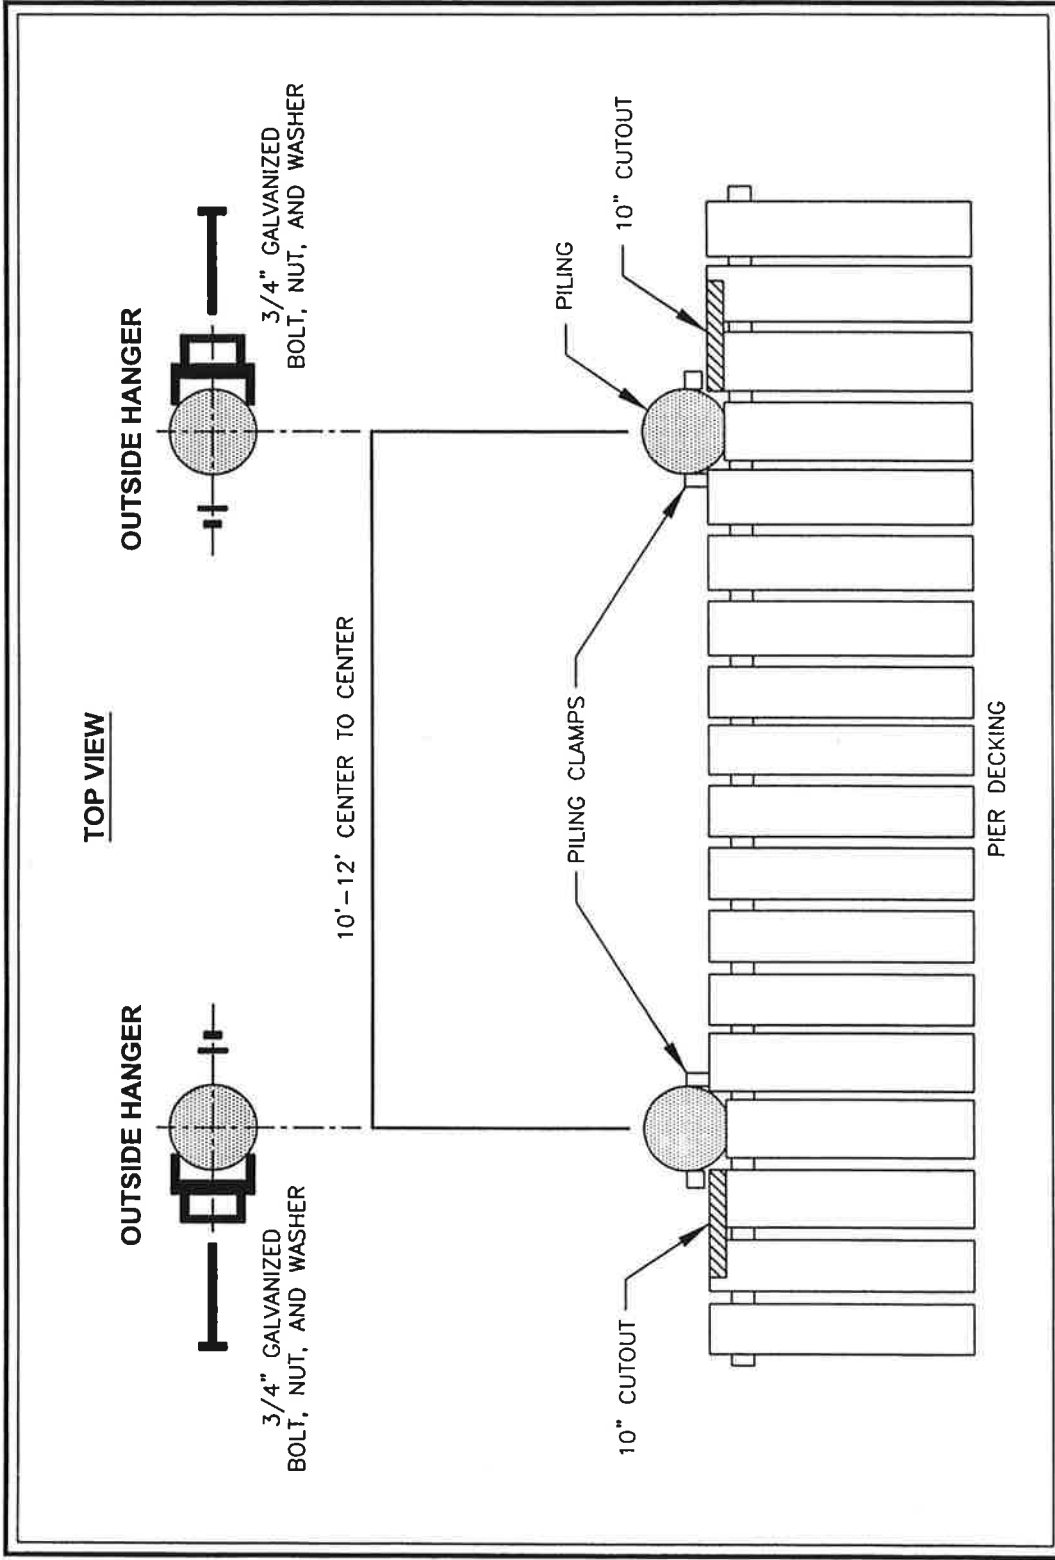 TOP VIEW
OUTSIDE HANGER
OUTSIDE HANGER
3/4" GALVANIZED
BOLT, NUT, AND WASHER
3/4" GALVANIZED
BOLT, NUT, AND WASHER
10'-12' CENTER TO CENTER
PILING CLAMPS
PILING
10" CUTOUT
10" CUTOUT
PIER DECKING